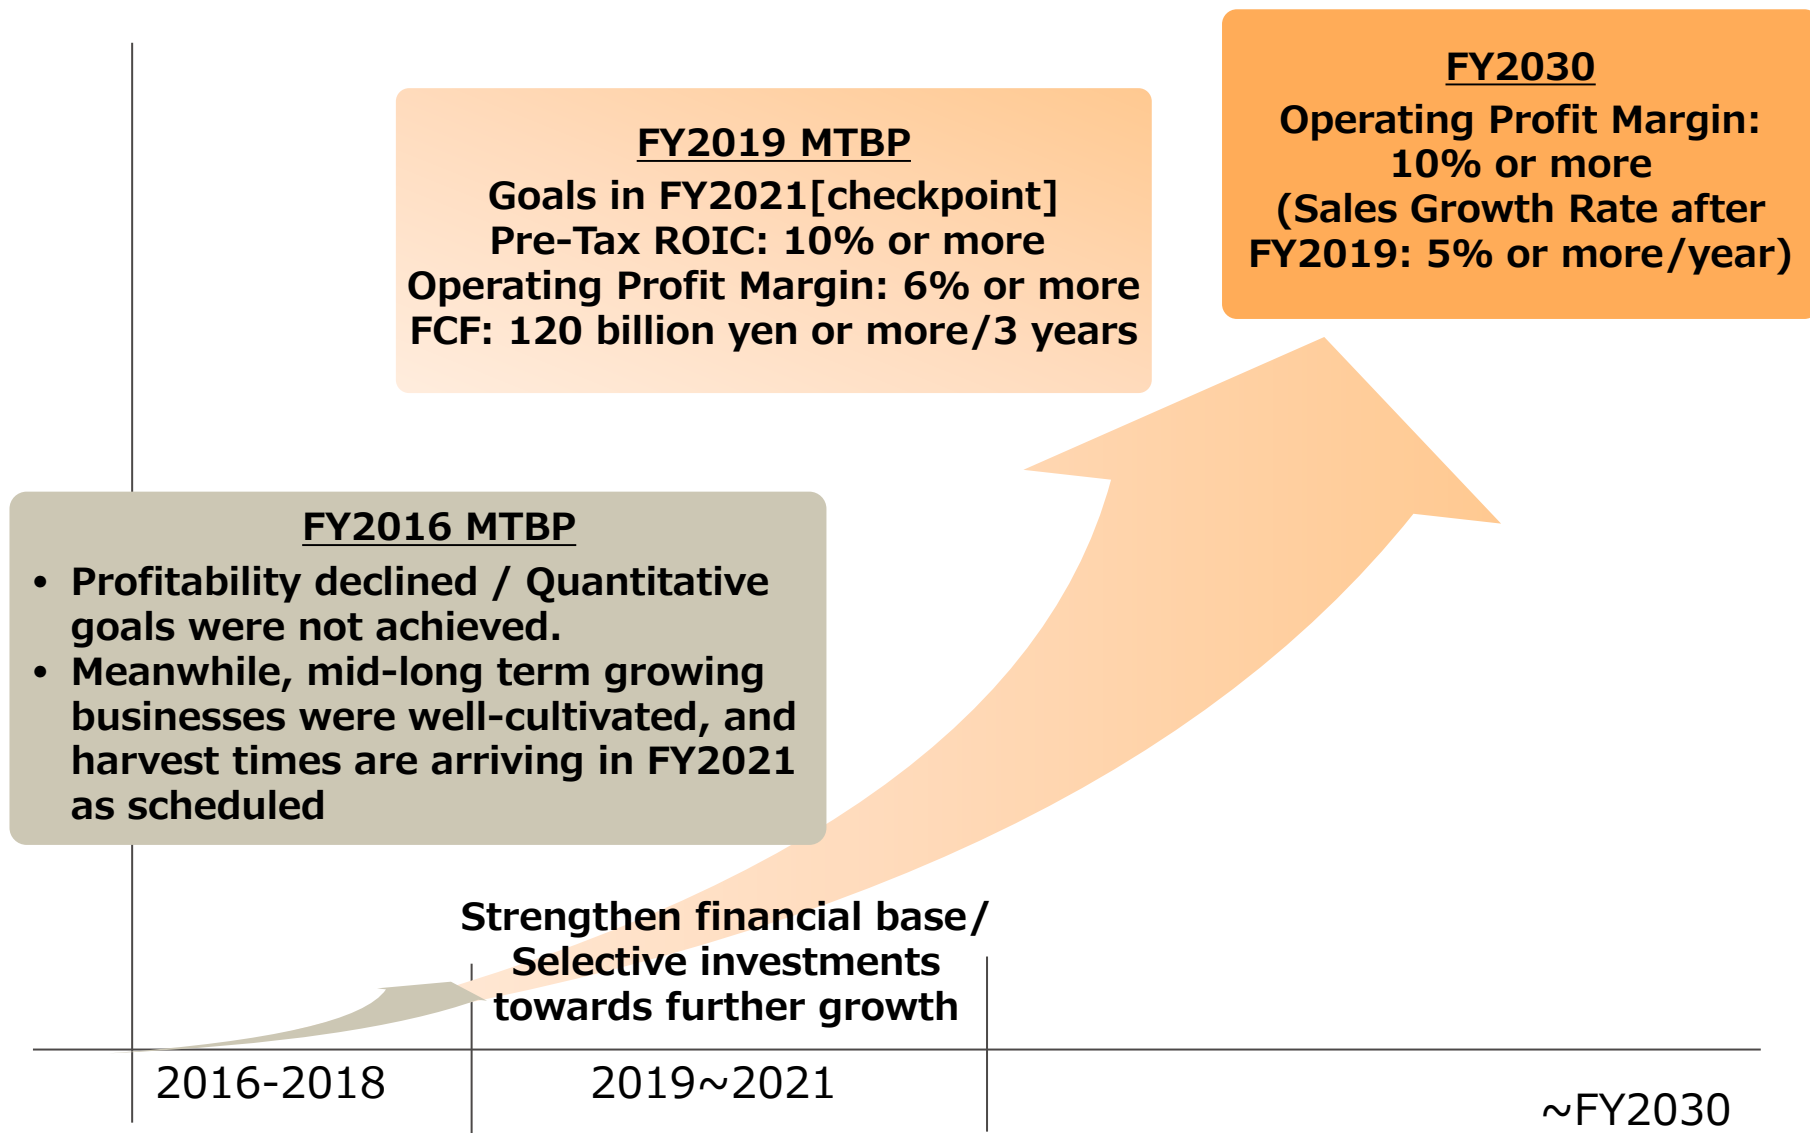 FY2030
Operating Profit Margin:
10% or more
(Sales Growth Rate after
FY2019: 5% or more/year)
FY2019 MTBP
Goals in FY2021[checkpoint]
Pre-Tax ROIC: 10% or more
Operating Profit Margin: 6% or more
FCF: 120 billion yen or more/3 years
FY2016 MTBP
• Profitability declined / Quantitative
goals were not achieved.
• Meanwhile, mid-long term growing
businesses were well-cultivated, and
harvest times are arriving in FY2021
as scheduled
Strengthen financial base/
Selective investments
towards further growth
2016-2018
2019~2021
~FY2030